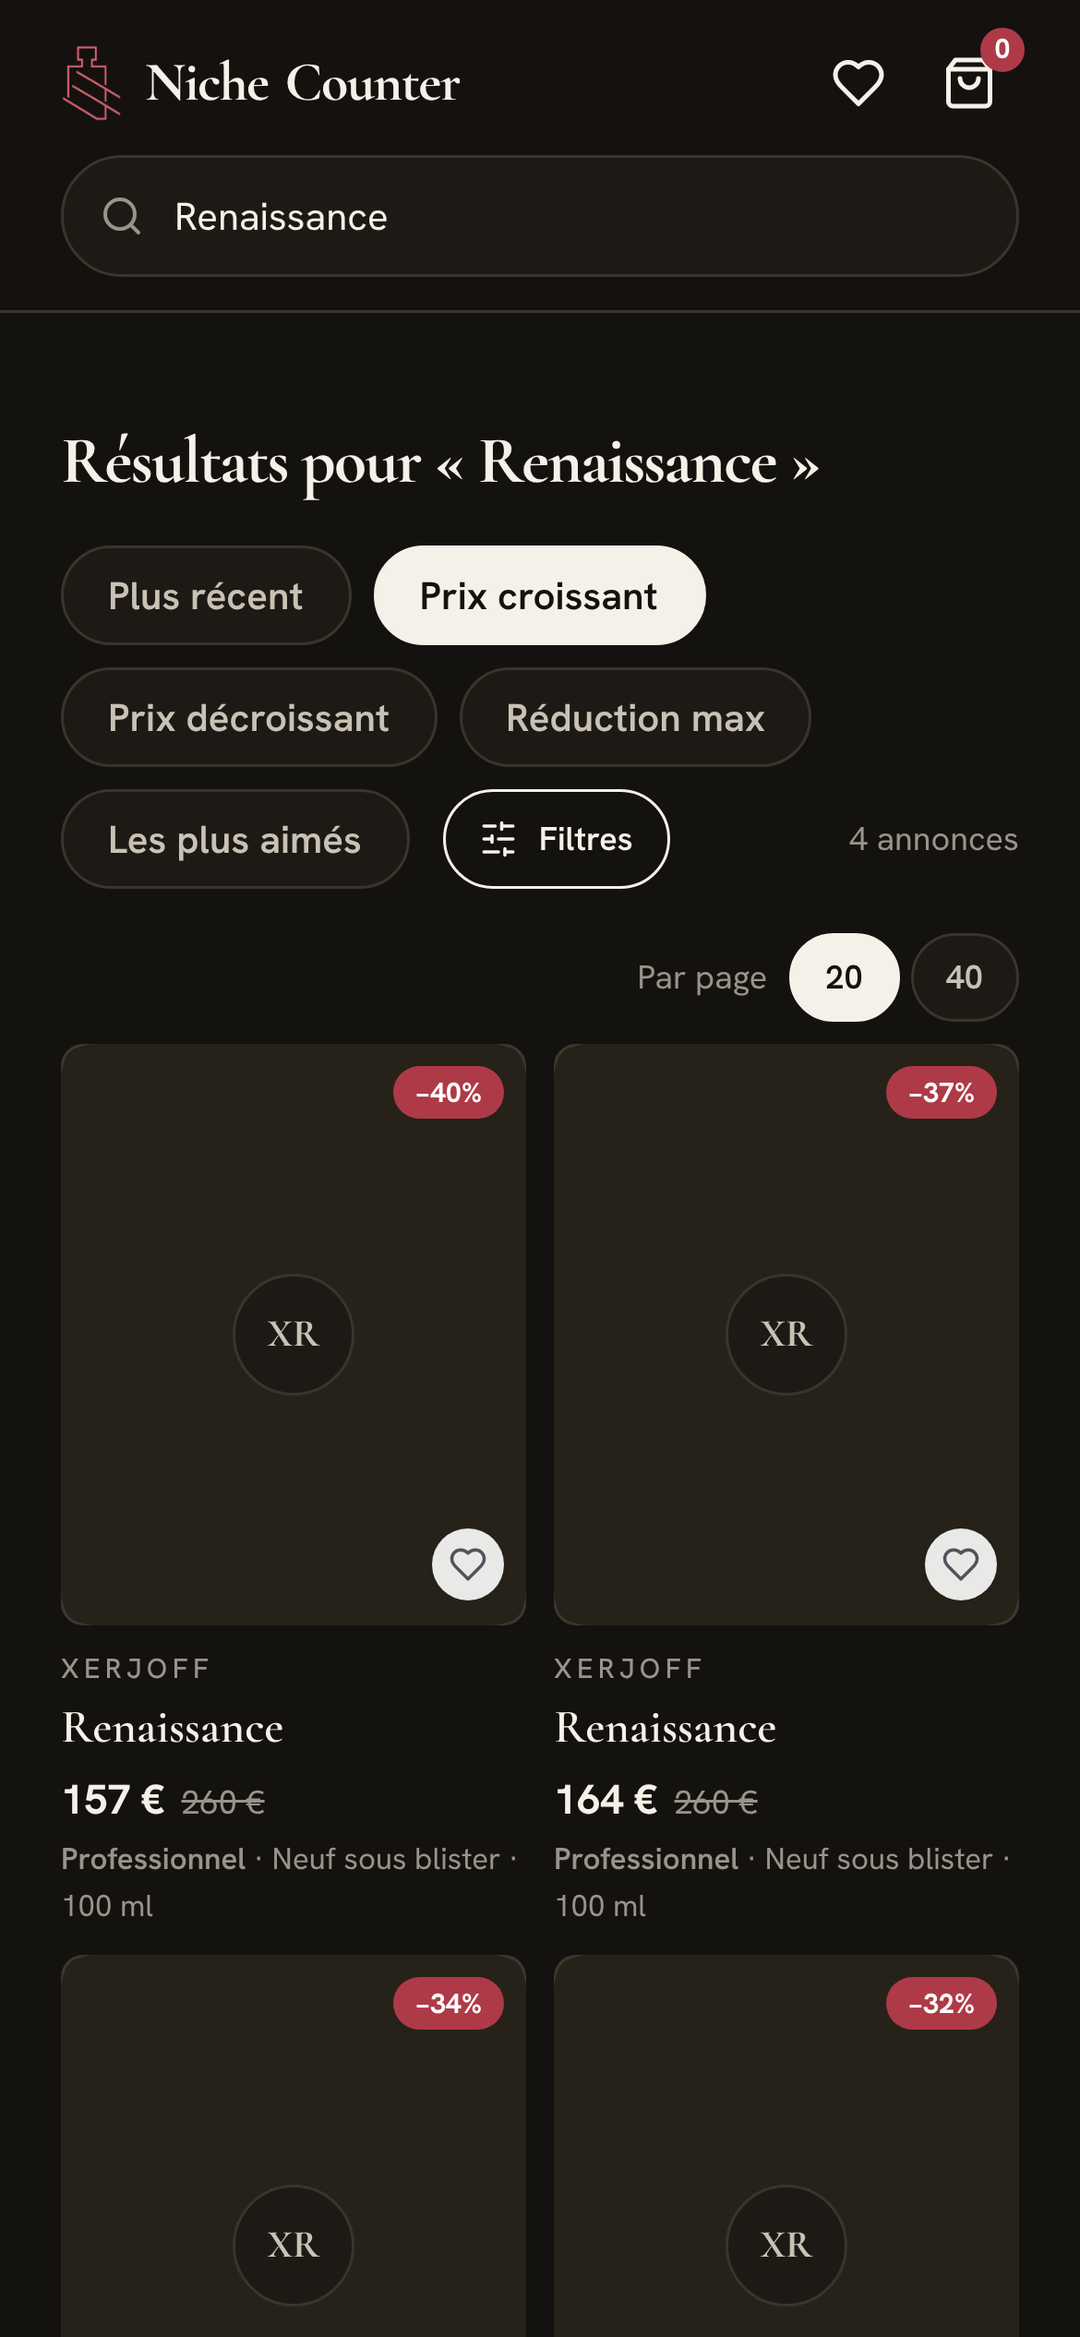 Niche Counter
0
Renaissance
Résultats pour « Renaissance »
Plus récent
Prix croissant
Prix décroissant
Réduction max
Les plus aimés
Filtres
4 annonces
Par page
20
40
–40%
XR
XERJOFF
Renaissance
157 € 260 €
Professionnel · Neuf sous blister ·
100 ml
–37%
XR
XERJOFF
Renaissance
164 € 260 €
Professionnel · Neuf sous blister ·
100 ml
–34%
XR
–32%
XR